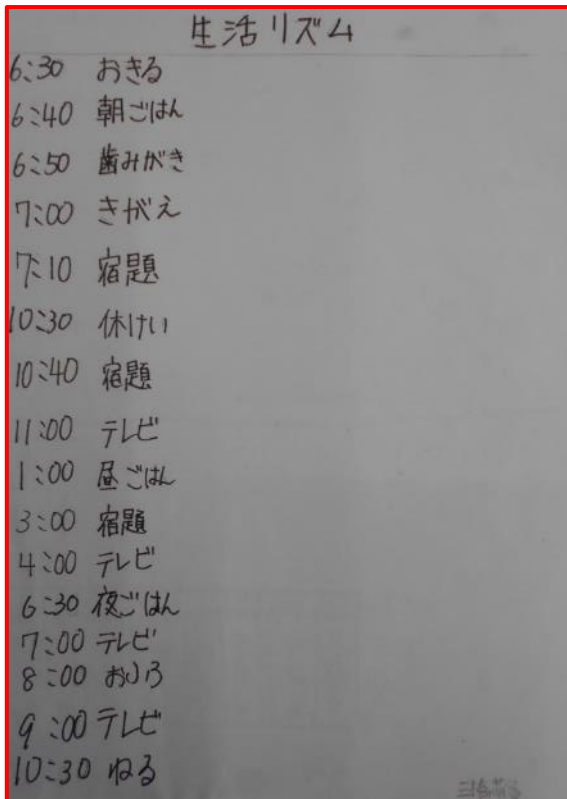 生活リズム
6:30 おきる
6:40 朝ごはん
6:50 歯みがき
7:00 きがえ
7:10 宿題
10:30 休けい
10:40 宿題
11:00 テレビ
1:00 昼ごはん
3:00 宿題
4:00 テレビ
6:30 夜ごはん
7:00 テレビ
8:00 おふろ
9:00 テレビ
10:30 ねる